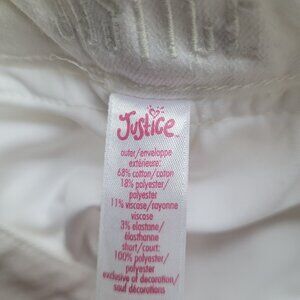 Justice
outer/enveloppe
extérieure:
68% cotton/coton
18% polyester/
polyester
11% viscose/rayonne
viscose
3% elastane/
élasthanne
short/court:
100% polyester/
polyester
exclusive of decoration/
sauf décorations